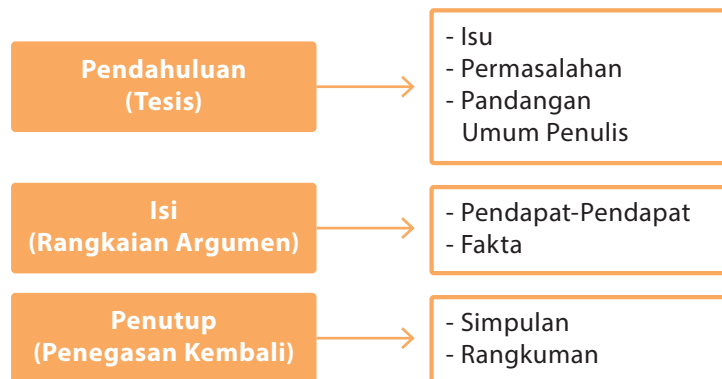 Pendahuluan
(Tesis)
- Isu
- Permasalahan
- Pandangan
Umum Penulis
Isi
(Rangkaian Argumen)
- Pendapat-Pendapat
- Fakta
Penutup
(Penegasan Kembali)
- Simpulan
- Rangkuman